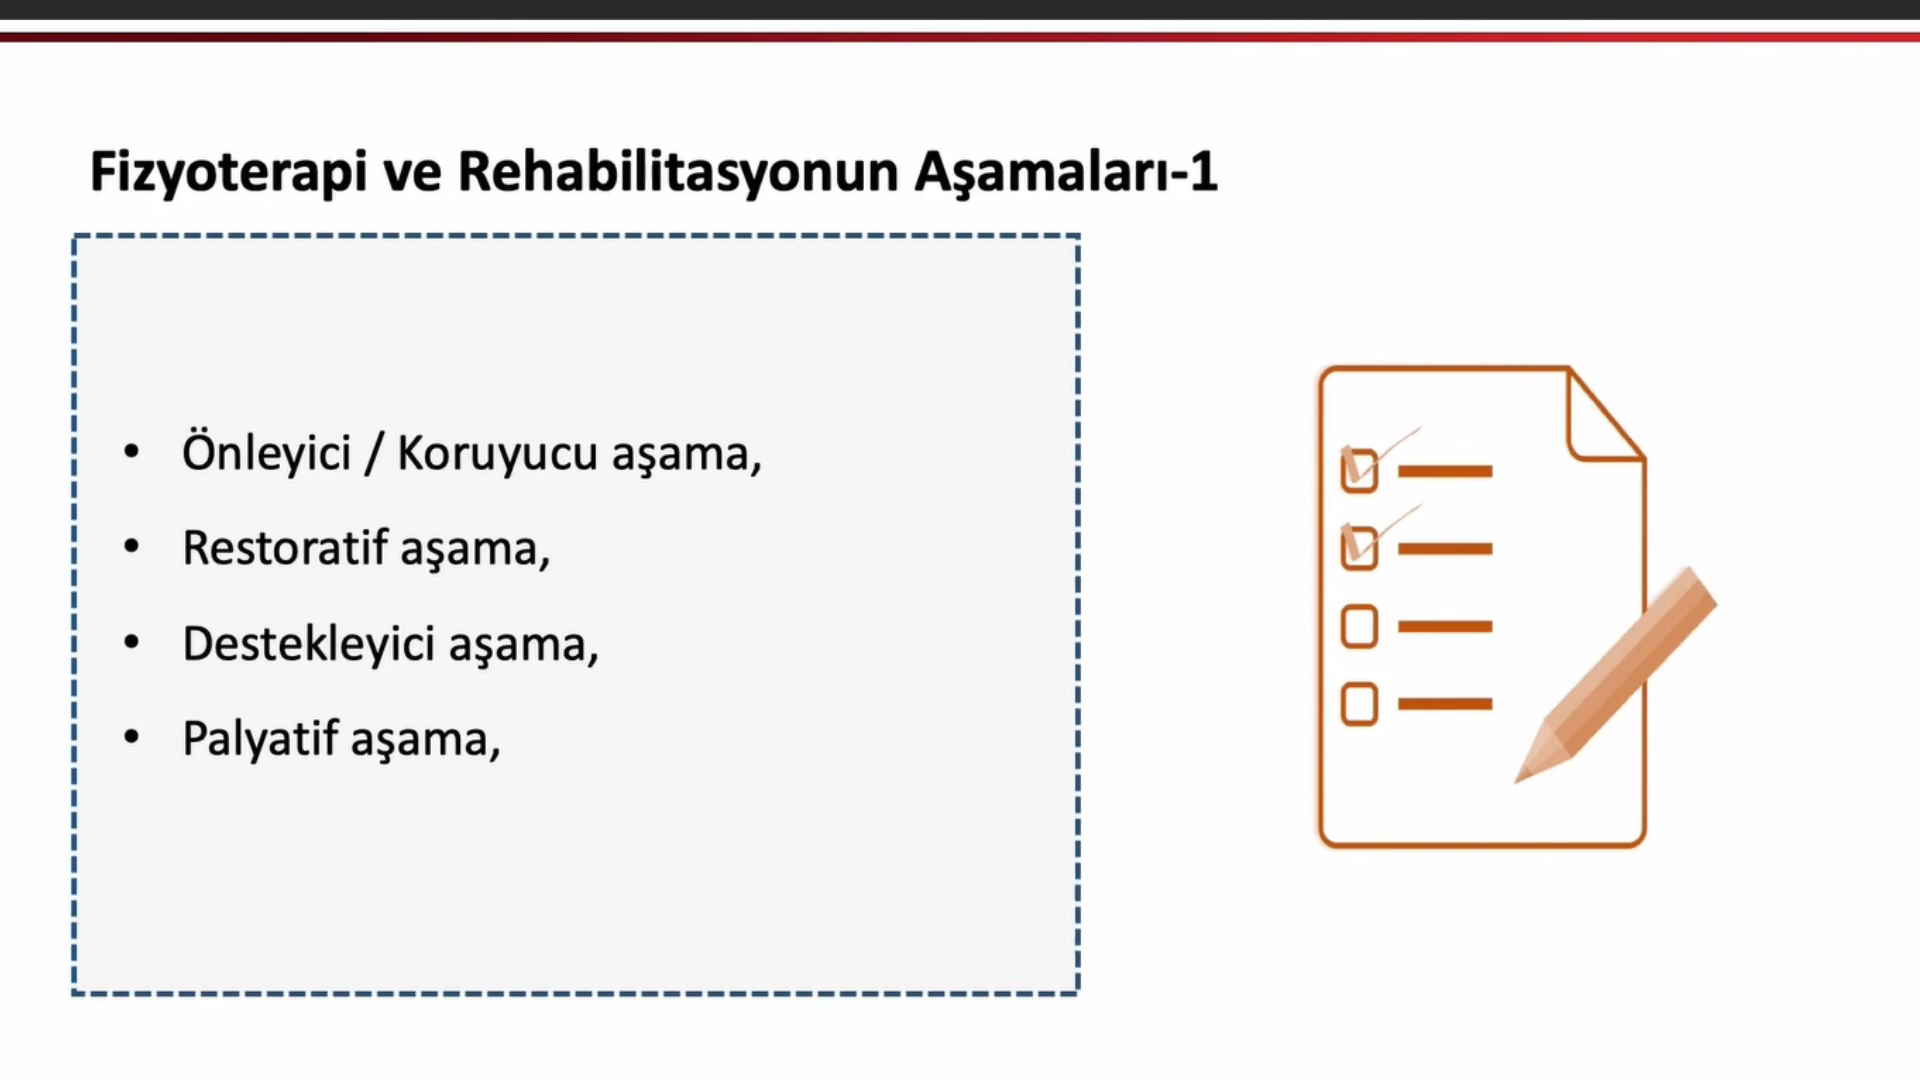 Fizyoterapi ve Rehabilitasyonun Aşamaları-1
• Önleyici / Koruyucu aşama,
• Restoratif aşama,
• Destekleyici aşama,
• Palyatif aşama,